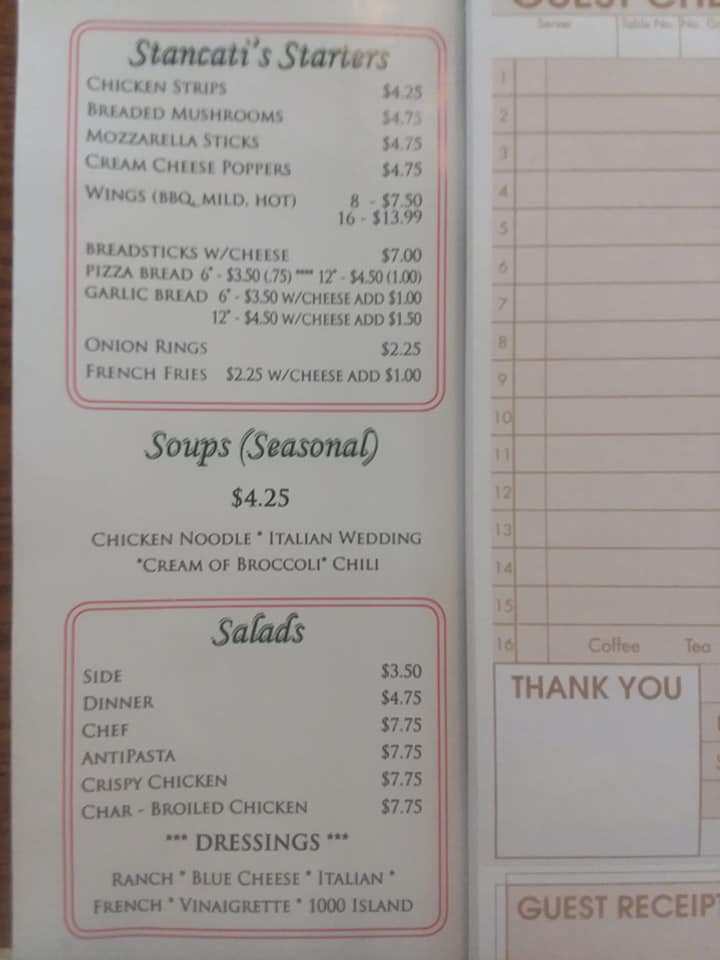 Stancati's Starters
CHICKEN STRIPS $4.25
BREADED MUSHROOMS $4.75
MOZZARELLA STICKS $4.75
CREAM CHEESE POPPERS $4.75
WINGS (BBQ, MILD, HOT) 8 - $7.50
16 - $13.99
BREADSTICKS W/CHEESE $7.00
PIZZA BREAD 6" - $3.50 (.75) **** 12" - $4.50 (1.00)
GARLIC BREAD 6" - $3.50 W/CHEESE ADD $1.00
12" - $4.50 W/CHEESE ADD $1.50
ONION RINGS $2.25
FRENCH FRIES $2.25 W/CHEESE ADD $1.00
Soups (Seasonal)
$4.25
CHICKEN NOODLE * ITALIAN WEDDING
*CREAM OF BROCCOLI* CHILI
Salads
SIDE $3.50
DINNER $4.75
CHEF $7.75
ANTIPASTA $7.75
CRISPY CHICKEN $7.75
CHAR - BROILED CHICKEN $7.75
*** DRESSINGS ***
RANCH * BLUE CHEESE * ITALIAN *
FRENCH * VINAIGRETTE * 1000 ISLAND
Server Table No. No.
1
2
3
4
5
6
7
8
9
10
11
12
13
14
15
16 Coffee Tea
THANK YOU
GUEST RECEIPT